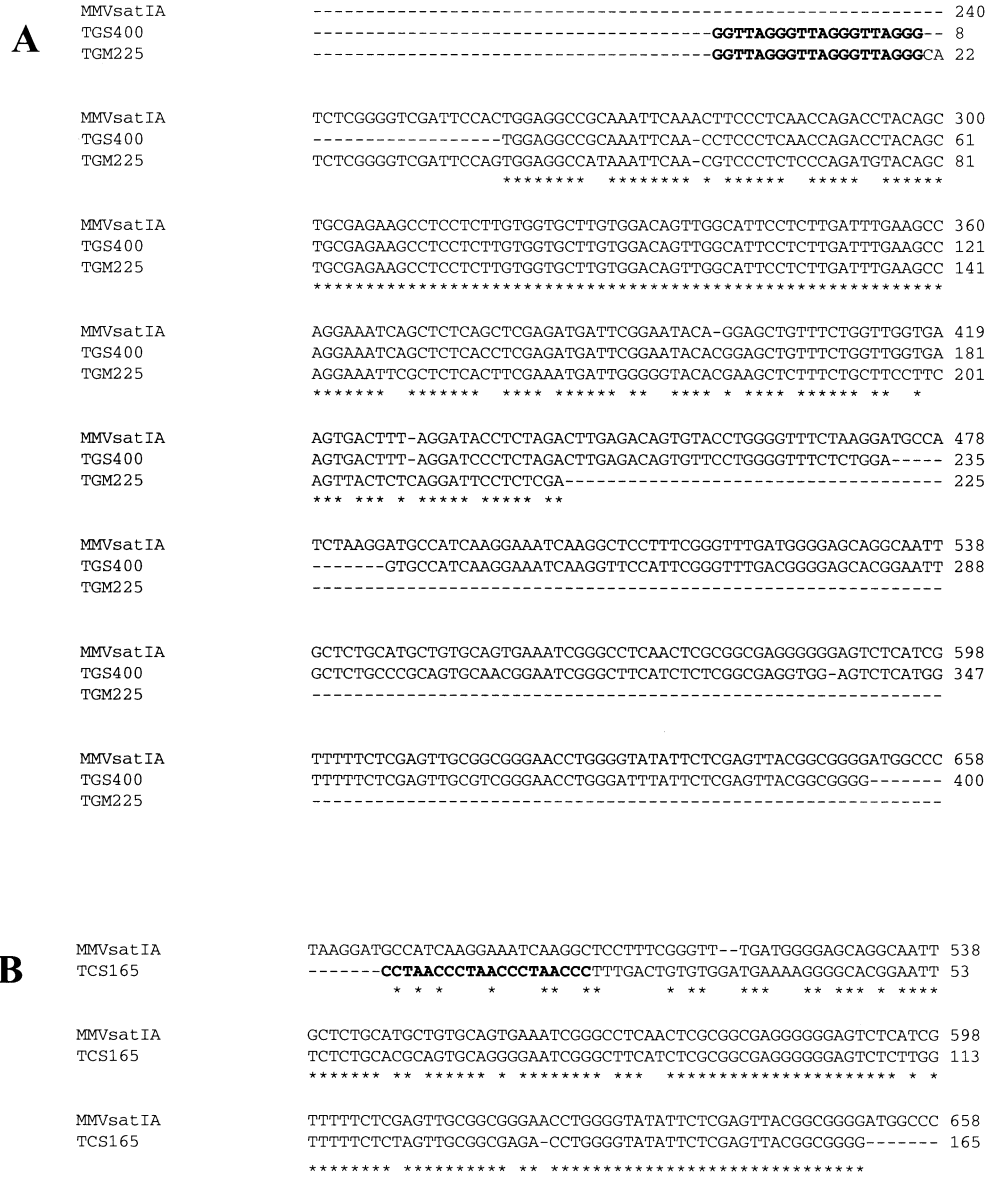 A
MMVsatIA ------------------------------------------------------------ 240
TGS400 --------------------------------------GGTTAGGGTTAGGGTTAGGG-- 8
TGM225 --------------------------------------GGTTAGGGTTAGGGTTAGGGCA 22
MMVsatIA TCTCGGGGTCGATTCCACTGGAGGCCGCAAATTCAAACTTCCCTCAACCAGACCTACAGC 300
TGS400 ------------------TGGAGGCCGCAAATTCAA-CCTCCCTCAACCAGACCTACAGC 61
TGM225 TCTCGGGGTCGATTCCAGTGGAGGCCATAAATTCAA-CGTCCCTCTCCCAGATGTACAGC 81
******** ******** * ****** ***** ******
MMVsatIA TGCGAGAAGCCTCCTCTTGTGGTGCTTGTGGACAGTTGGCATTCCTCTTGATTTGAAGCC 360
TGS400 TGCGAGAAGCCTCCTCTTGTGGTGCTTGTGGACAGTTGGCATTCCTCTTGATTTGAAGCC 121
TGM225 TGCGAGAAGCCTCCTCTTGTGGTGCTTGTGGACAGTTGGCATTCCTCTTGATTTGAAGCC 141
************************************************************
MMVsatIA AGGAAATCAGCTCTCAGCTCGAGATGATTCGGAATACA-GGAGCTGTTTCTGGTTGGTGA 419
TGS400 AGGAAATCAGCTCTCACCTCGAGATGATTCGGAATACACGGAGCTGTTTCTGGTTGGTGA 181
TGM225 AGGAAATTCGCTCTCACTTCGAAATGATTGGGGGTACACGAAGCTCTTTCTGCTTCCTTC 201
******* ******* **** ****** ** **** * **** ****** ** *
MMVsatIA AGTGACTTT-AGGATACCTCTAGACTTGAGACAGTGTACCTGGGGTTTCTAAGGATGCCA 478
TGS400 AGTGACTTT-AGGATCCCTCTAGACTTGAGACAGTGTTCCTGGGGTTTCTCTGGA----- 235
TGM225 AGTTACTCTCAGGATTCCTCTCGA------------------------------------ 225
*** *** * ***** ***** **
MMVsatIA TCTAAGGATGCCATCAAGGAAATCAAGGCTCCTTTCGGGTTTGATGGGGAGCAGGCAATT 538
TGS400 -------GTGCCATCAAGGAAATCAAGGTTCCATTCGGGTTTGACGGGGAGCACGGAATT 288
TGM225 ------------------------------------------------------------
MMVsatIA GCTCTGCATGCTGTGCAGTGAAATCGGGCCTCAACTCGCGGCGAGGGGGGAGTCTCATCG 598
TGS400 GCTCTGCCCGCAGTGCAACGGAATCGGGCTTCATCTCTCGGCGAGGTGG-AGTCTCATGG 347
TGM225 ------------------------------------------------------------
MMVsatIA TTTTTCTCGAGTTGCGGCGGGAACCTGGGGTATATTCTCGAGTTACGGCGGGGATGGCCC 658
TGS400 TTTTTCTCGAGTTGCGTCGGGAACCTGGGATTTATTCTCGAGTTACGGCGGGG------- 400
TGM225 ------------------------------------------------------------
B
MMVsatIA TAAGGATGCCATCAAGGAAATCAAGGCTCCTTTCGGGTT--TGATGGGGAGCAGGCAATT 538
TCS165 -------CCTAACCCTAACCCTAACCCTTTGACTGTGTGGATGAAAAGGGGCACGGAATT 53
* * * * ** ** * ** *** ** *** * ****
MMVsatIA GCTCTGCATGCTGTGCAGTGAAATCGGGCCTCAACTCGCGGCGAGGGGGGAGTCTCATCG 598
TCS165 TCTCTGCACGCAGTGCAGGGGAATCGGGCTTCATCTCGCGGCGAGGGGGGAGTCTCTTGG 113
******* ** ****** * ******** *** ********************** * *
MMVsatIA TTTTTCTCGAGTTGCGGCGGGAACCTGGGGTATATTCTCGAGTTACGGCGGGGATGGCCC 658
TCS165 TTTTTCTCTAGTTGCGGCGAGA-CCTGGGGTATATTCTCGAGTTACGGCGGGG------- 165
******** ********** ** ******************************